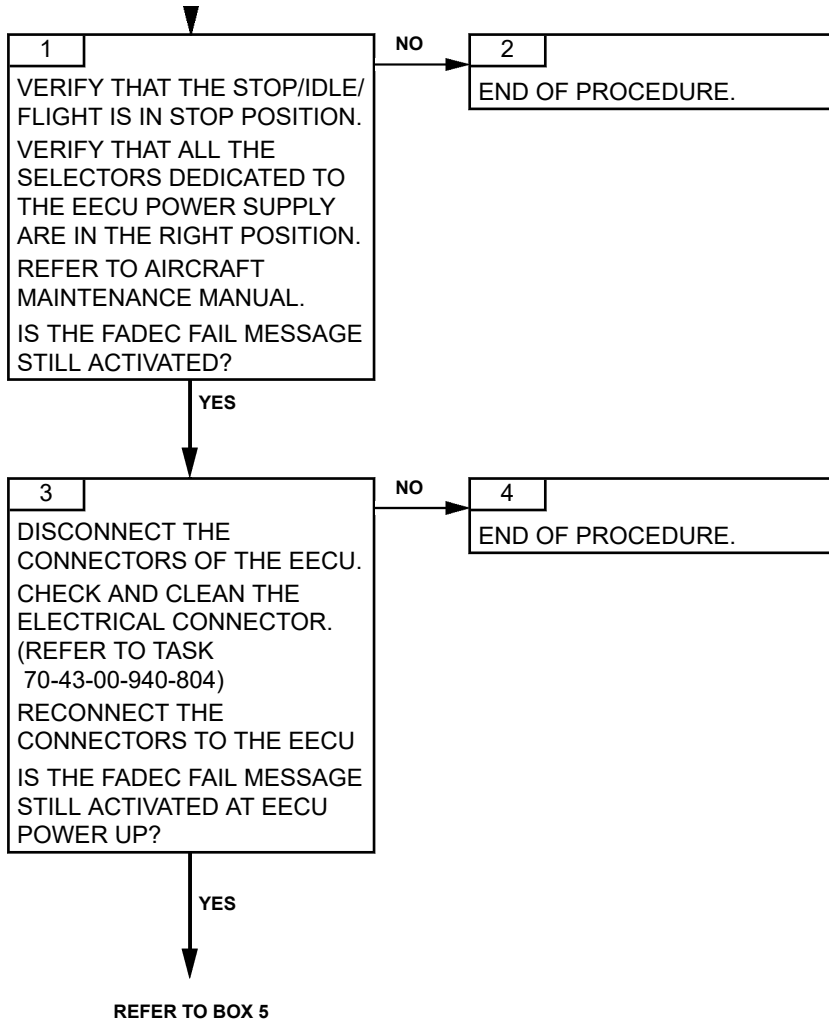 1
VERIFY THAT THE STOP/IDLE/
FLIGHT IS IN STOP POSITION.
VERIFY THAT ALL THE
SELECTORS DEDICATED TO
THE EECU POWER SUPPLY
ARE IN THE RIGHT POSITION.
REFER TO AIRCRAFT
MAINTENANCE MANUAL.
IS THE FADEC FAIL MESSAGE
STILL ACTIVATED?
NO
2
END OF PROCEDURE.
YES
3
DISCONNECT THE
CONNECTORS OF THE EECU.
CHECK AND CLEAN THE
ELECTRICAL CONNECTOR.
(REFER TO TASK
70-43-00-940-804)
RECONNECT THE
CONNECTORS TO THE EECU
IS THE FADEC FAIL MESSAGE
STILL ACTIVATED AT EECU
POWER UP?
NO
4
END OF PROCEDURE.
YES
REFER TO BOX 5